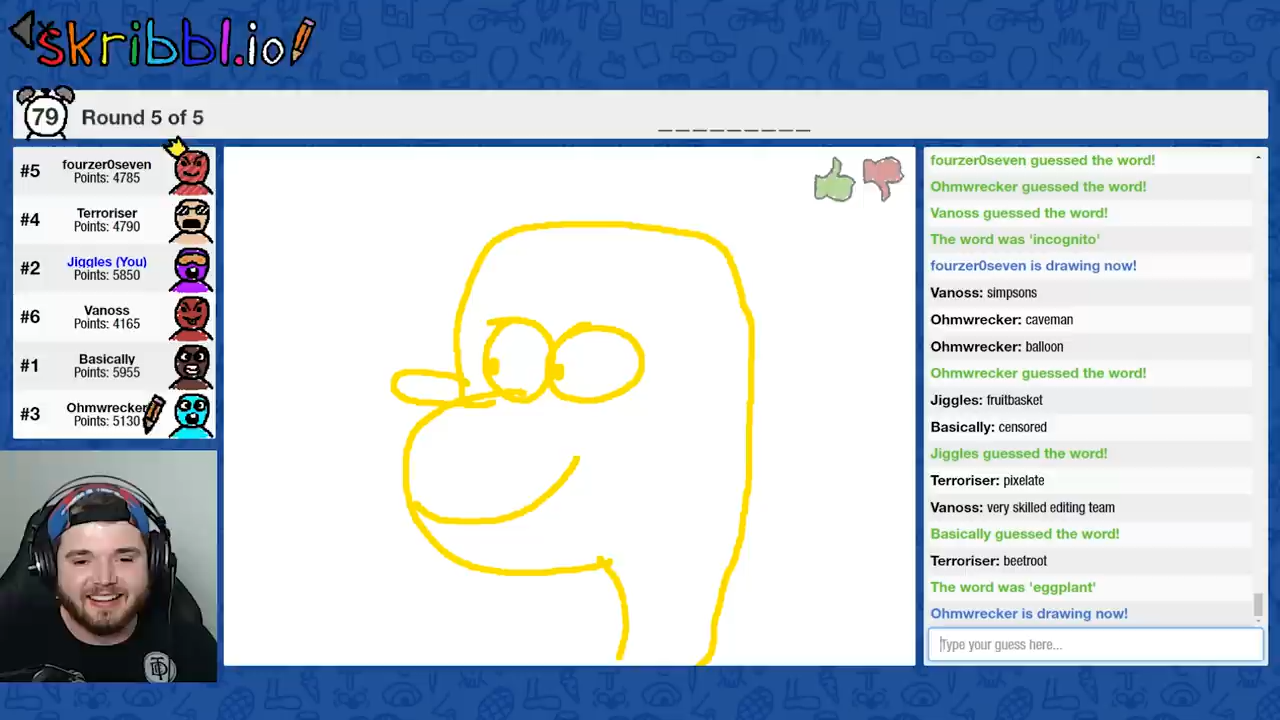 skribbl.io
79
Round 5 of 5
_________
#5
fourzer0seven
Points: 4785
#4
Terroriser
Points: 4790
#2
Jiggles (You)
Points: 5850
#6
Vanoss
Points: 4165
#1
Basically
Points: 5955
#3
Ohmwrecker
Points: 5130
fourzer0seven guessed the word!
Ohmwrecker guessed the word!
Vanoss guessed the word!
The word was 'incognito'
fourzer0seven is drawing now!
Vanoss: simpsons
Ohmwrecker: caveman
Ohmwrecker: balloon
Ohmwrecker guessed the word!
Jiggles: fruitbasket
Basically: censored
Jiggles guessed the word!
Terroriser: pixelate
Vanoss: very skilled editing team
Basically guessed the word!
Terroriser: beetroot
The word was 'eggplant'
Ohmwrecker is drawing now!
Type your guess here...